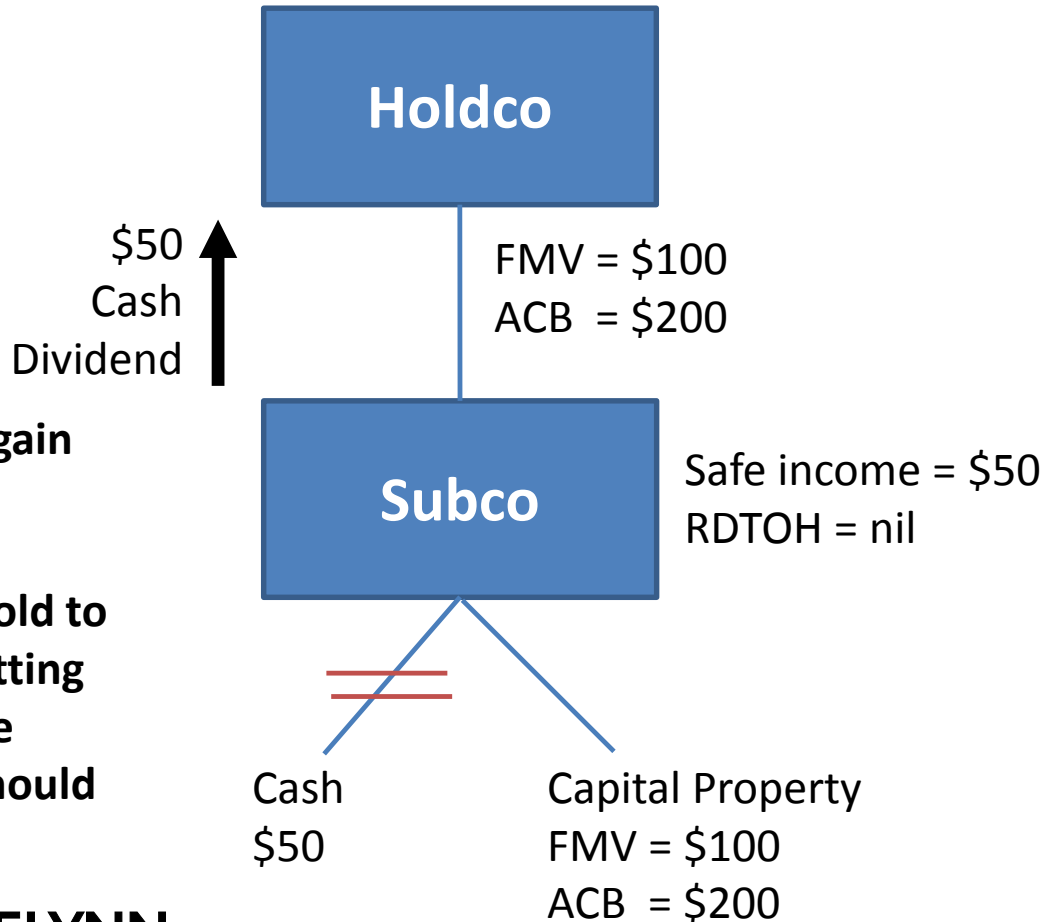 Holdco
$50
Cash
Dividend
FMV = $100
ACB = $200
gain
Subco
Safe income = $50
RDTOH = nil
old to
tting
Cash
$50
Capital Property
FMV = $100
ACB = $200